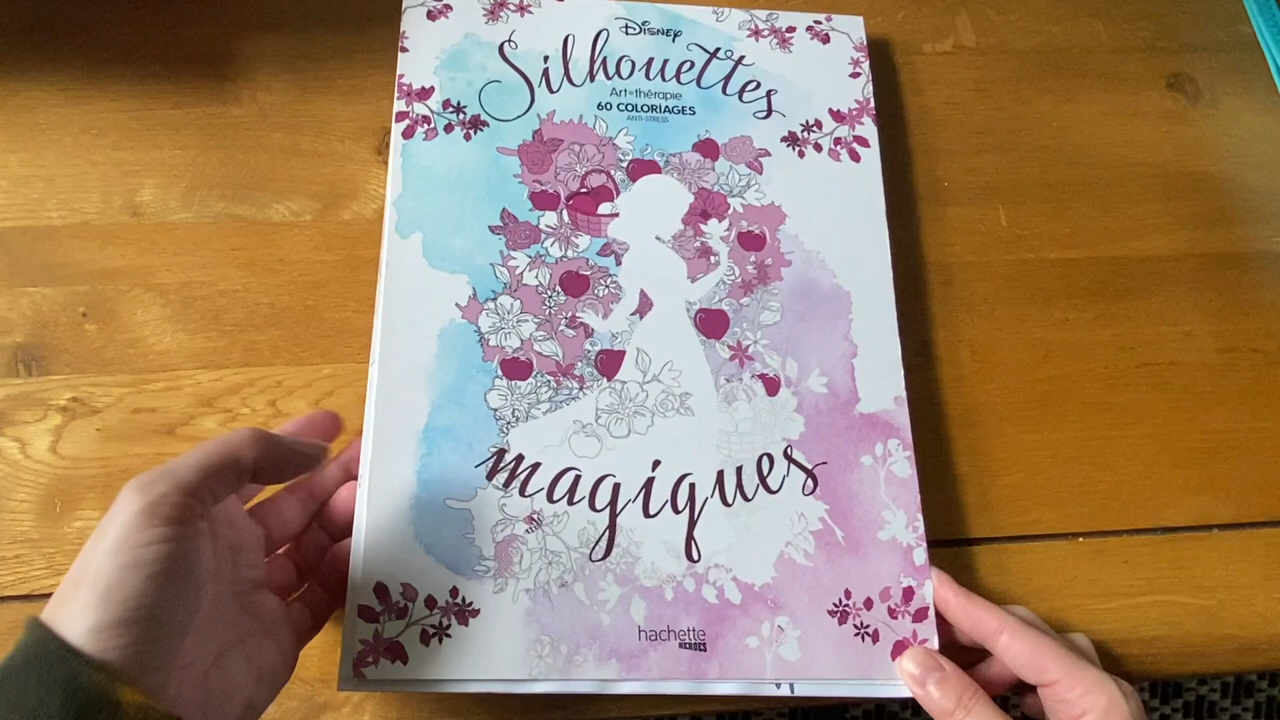 Disney
Silhouettes
Art-thérapie
60 COLORIAGES
ANTI-STRESS
magiques
hachette
HEROES